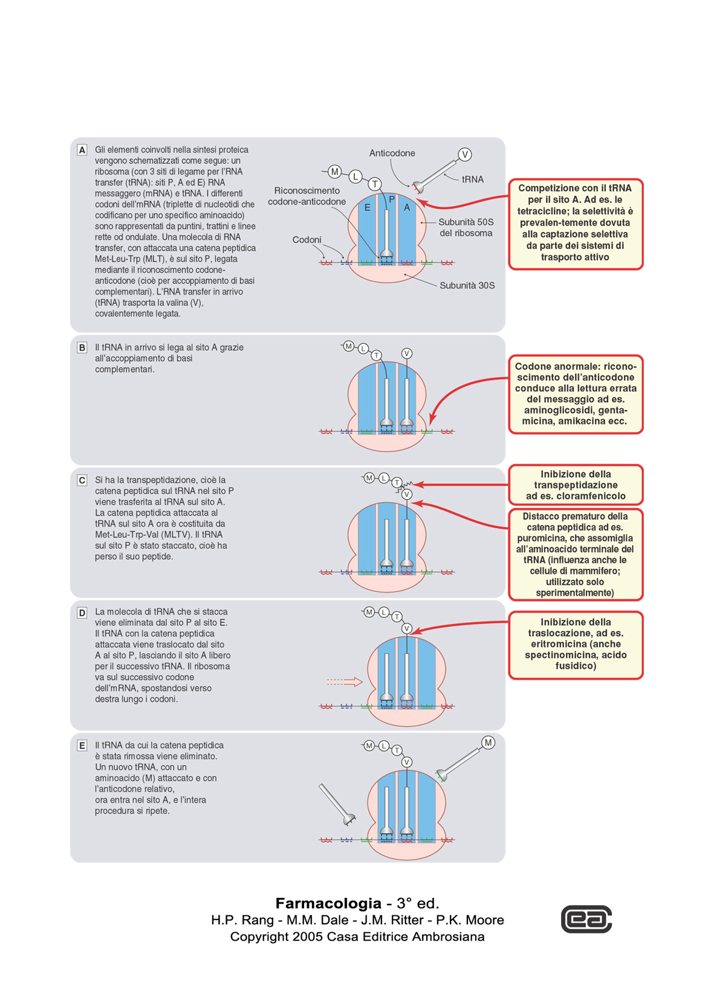 A
Gli elementi coinvolti nella sintesi proteica
vengono schematizzati come segue: un
ribosoma (con 3 siti di legame per l'RNA
transfer (tRNA): siti P, A ed E) RNA
messaggero (mRNA) e tRNA. I differenti
codoni dell'mRNA (triplette di nucleotidi che
codificano per uno specifico aminoacido)
sono rappresentati da puntini, trattini e linee
rette od ondulate. Una molecola di RNA
transfer, con attaccata una catena peptidica
Met-Leu-Trp (MLT), è sul sito P, legata
mediante il riconoscimento codone-
anticodone (cioè per accoppiamento di basi
complementari). L'RNA transfer in arrivo
(tRNA) trasporta la valina (V),
covalentemente legata.
Anticodone
V
tRNA
M
L
T
Riconoscimento
codone-anticodone
P
E
A
Subunità 50S
del ribosoma
Codoni
Subunità 30S
Competizione con il tRNA
per il sito A. Ad es. le
tetracicline; la selettività è
prevalen-temente dovuta
alla captazione selettiva
da parte dei sistemi di
trasporto attivo
B
Il tRNA in arrivo si lega al sito A grazie
all'accoppiamento di basi
complementari.
M
L
T
V
Codone anormale: ricono-
scimento dell'anticodone
conduce alla lettura errata
del messaggio ad es.
aminoglicosidi, genta-
micina, amikacina ecc.
C
Si ha la transpeptidazione, cioè la
catena peptidica sul tRNA nel sito P
viene trasferita al tRNA sul sito A.
La catena peptidica attaccata al
tRNA sul sito A ora è costituita da
Met-Leu-Trp-Val (MLTV). Il tRNA
sul sito P è stato staccato, cioè ha
perso il suo peptide.
M
L
T
V
Inibizione della
transpeptidazione
ad es. cloramfenicolo
Distacco prematuro della
catena peptidica ad es.
puromicina, che assomiglia
all'aminoacido terminale del
tRNA (influenza anche le
cellule di mammifero;
utilizzato solo
sperimentalmente)
D
La molecola di tRNA che si stacca
viene eliminata dal sito P al sito E.
Il tRNA con la catena peptidica
attaccata viene traslocato dal sito
A al sito P, lasciando il sito A libero
per il successivo tRNA. Il ribosoma
va sul successivo codone
dell'mRNA, spostandosi verso
destra lungo i codoni.
M
L
T
V
Inibizione della
traslocazione, ad es.
eritromicina (anche
spectinomicina, acido
fusidico)
E
Il tRNA da cui la catena peptidica
è stata rimossa viene eliminato.
Un nuovo tRNA, con un
aminoacido (M) attaccato e con
l'anticodone relativo,
ora entra nel sito A, e l'intera
procedura si ripete.
M
L
T
V
M
Farmacologia - 3° ed.
H.P. Rang - M.M. Dale - J.M. Ritter - P.K. Moore
Copyright 2005 Casa Editrice Ambrosiana
ea